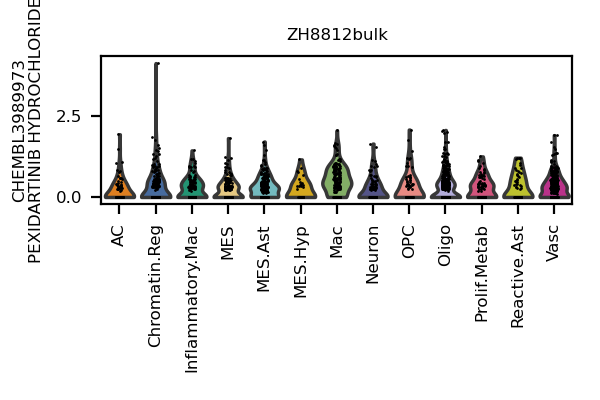 ZH8812bulk
CHEMBL3989973
PEXIDARTINIB HYDROCHLORIDE
2.5
0.0
AC
Chromatin.Reg
Inflammatory.Mac
MES
MES.Ast
MES.Hyp
Mac
Neuron
OPC
Oligo
Prolif.Metab
Reactive.Ast
Vasc